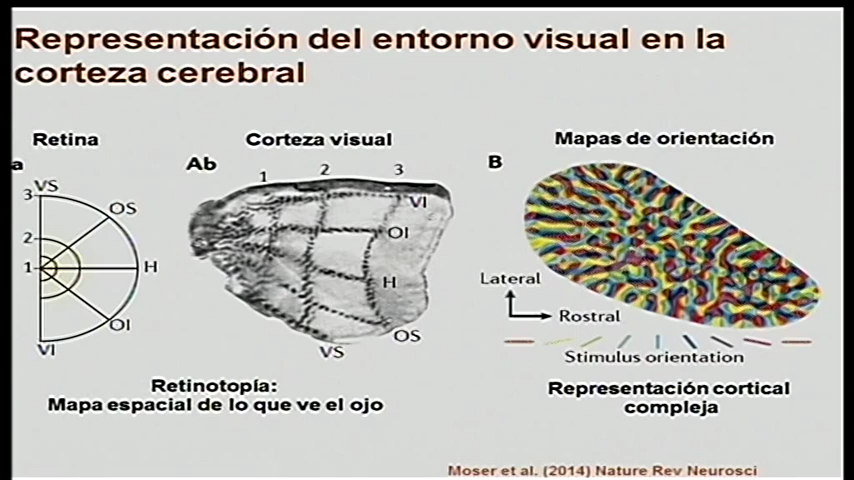 Representación del entorno visual en la
corteza cerebral
Retina
Corteza visual
Mapas de orientación
a
Ab
B
3
VS
OS
2
1
H
OI
VI
1
2
3
VI
OI
H
OS
VS
Lateral
Rostral
Stimulus orientation
Retinotopía:
Mapa espacial de lo que ve el ojo
Representación cortical
compleja
Moser et al. (2014) Nature Rev Neurosci